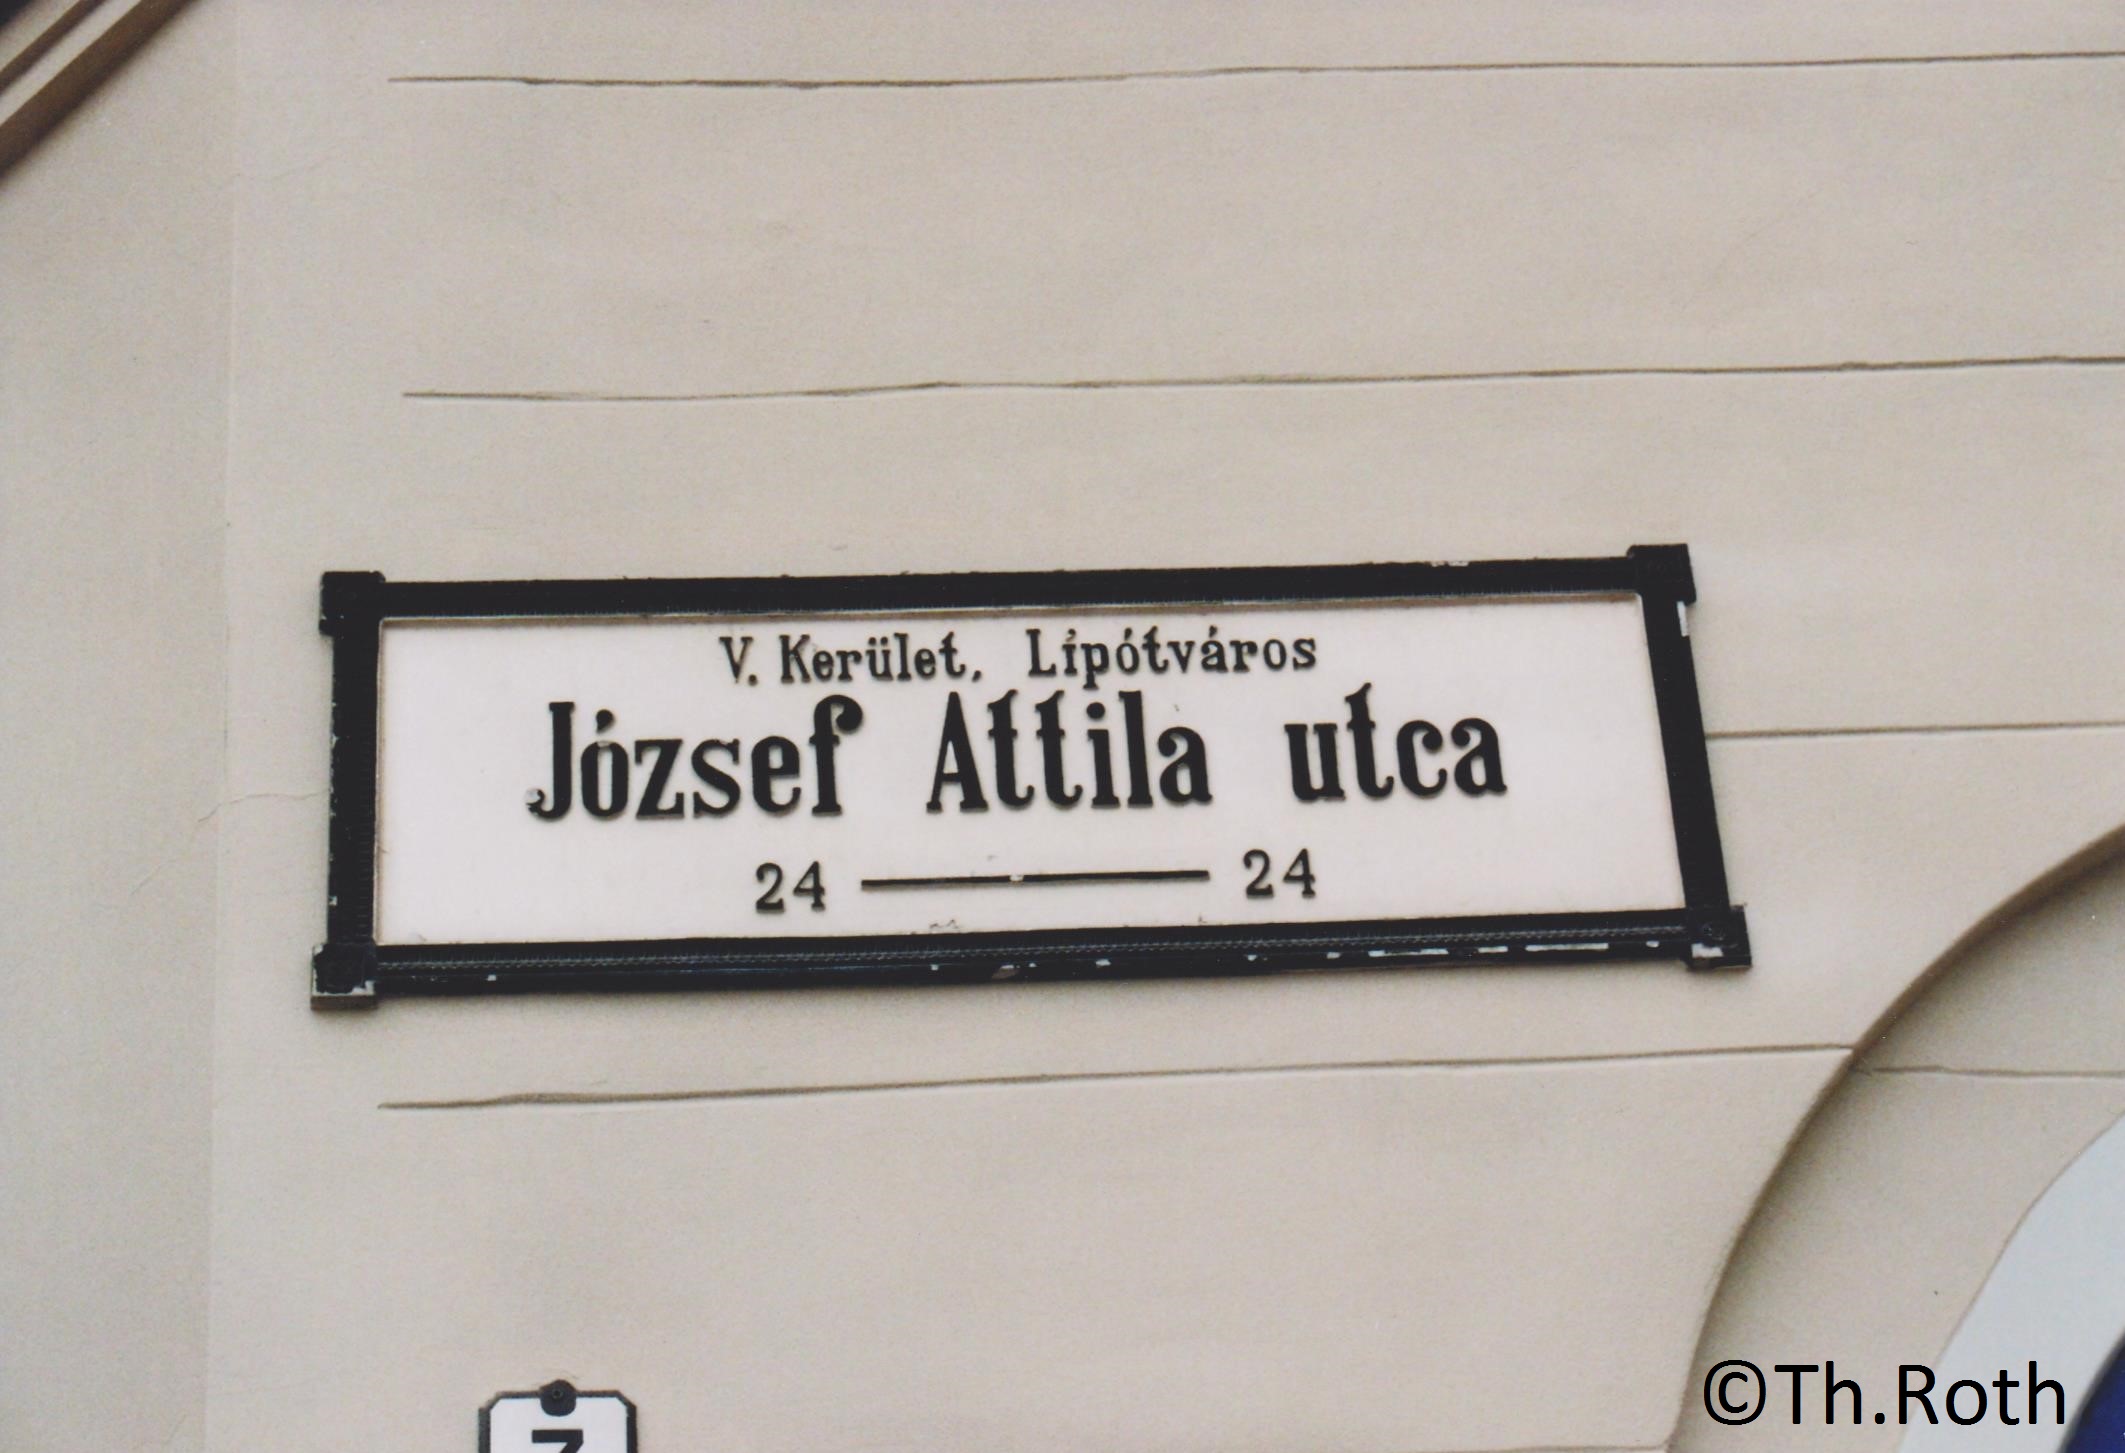 V. Kerület, Lipótváros
József Attila utca
24 — 24
©Th.Roth